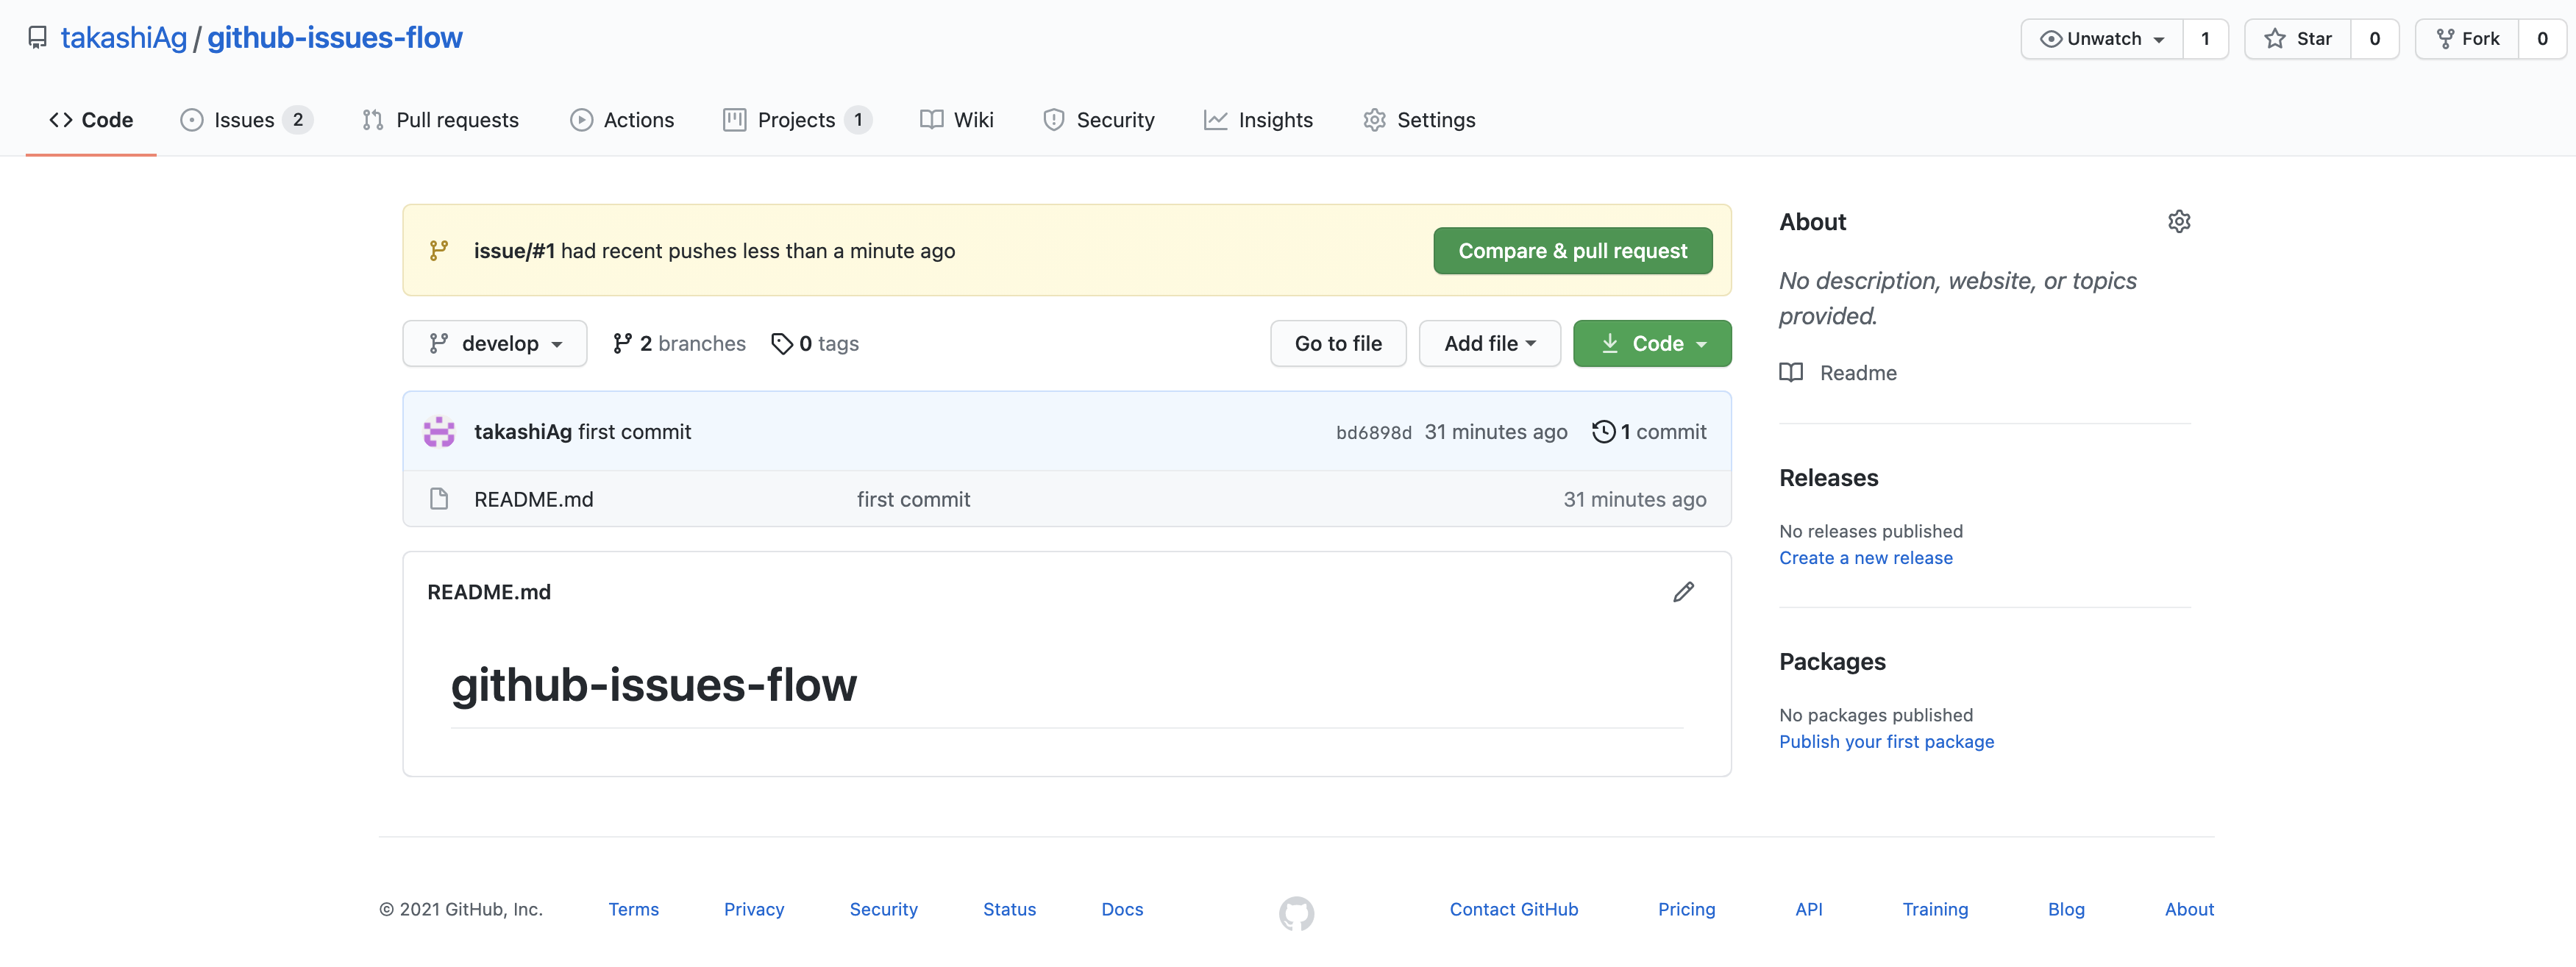 takashiAg / github-issues-flow
Unwatch 1 Star 0 Fork 0
Code Issues 2 Pull requests Actions Projects 1 Wiki Security Insights Settings
issue/#1 had recent pushes less than a minute ago Compare & pull request
develop 2 branches 0 tags Go to file Add file Code
takashiAg first commit bd6898d 31 minutes ago 1 commit
README.md first commit 31 minutes ago
README.md
github-issues-flow
About
No description, website, or topics
provided.
Readme
Releases
No releases published
Create a new release
Packages
No packages published
Publish your first package
© 2021 GitHub, Inc. Terms Privacy Security Status Docs Contact GitHub Pricing API Training Blog About